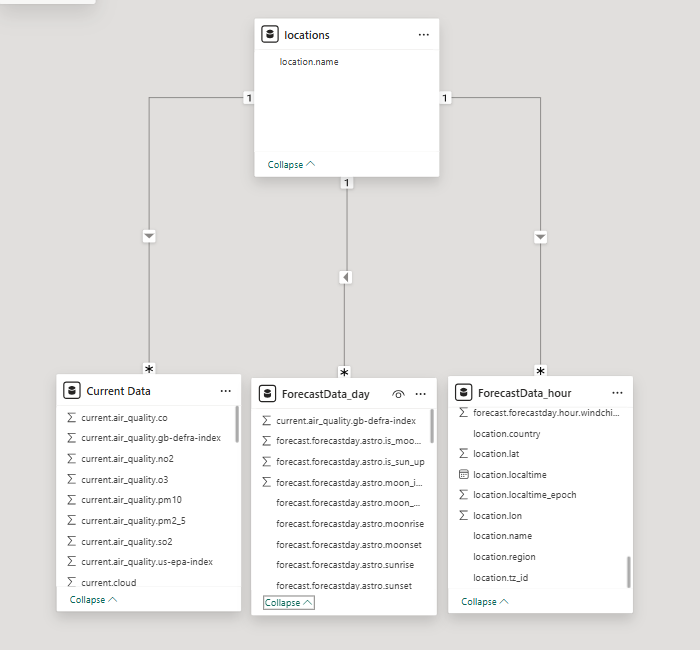 locations
...
location.name
Collapse
1
1
1
*
*
*
Current Data
...
current.air_quality.co
current.air_quality.gb-defra-index
current.air_quality.no2
current.air_quality.o3
current.air_quality.pm10
current.air_quality.pm2_5
current.air_quality.so2
current.air_quality.us-epa-index
current.cloud
Collapse
ForecastData_day
...
current.air_quality.gb-defra-index
forecast.forecastday.astro.is_moo...
forecast.forecastday.astro.is_sun_up
forecast.forecastday.astro.moon_i...
forecast.forecastday.astro.moon_...
forecast.forecastday.astro.moonrise
forecast.forecastday.astro.moonset
forecast.forecastday.astro.sunrise
forecast.forecastday.astro.sunset
Collapse
ForecastData_hour
...
forecast.forecastday.hour.windchi...
location.country
location.lat
location.localtime
location.localtime_epoch
location.lon
location.name
location.region
location.tz_id
Collapse